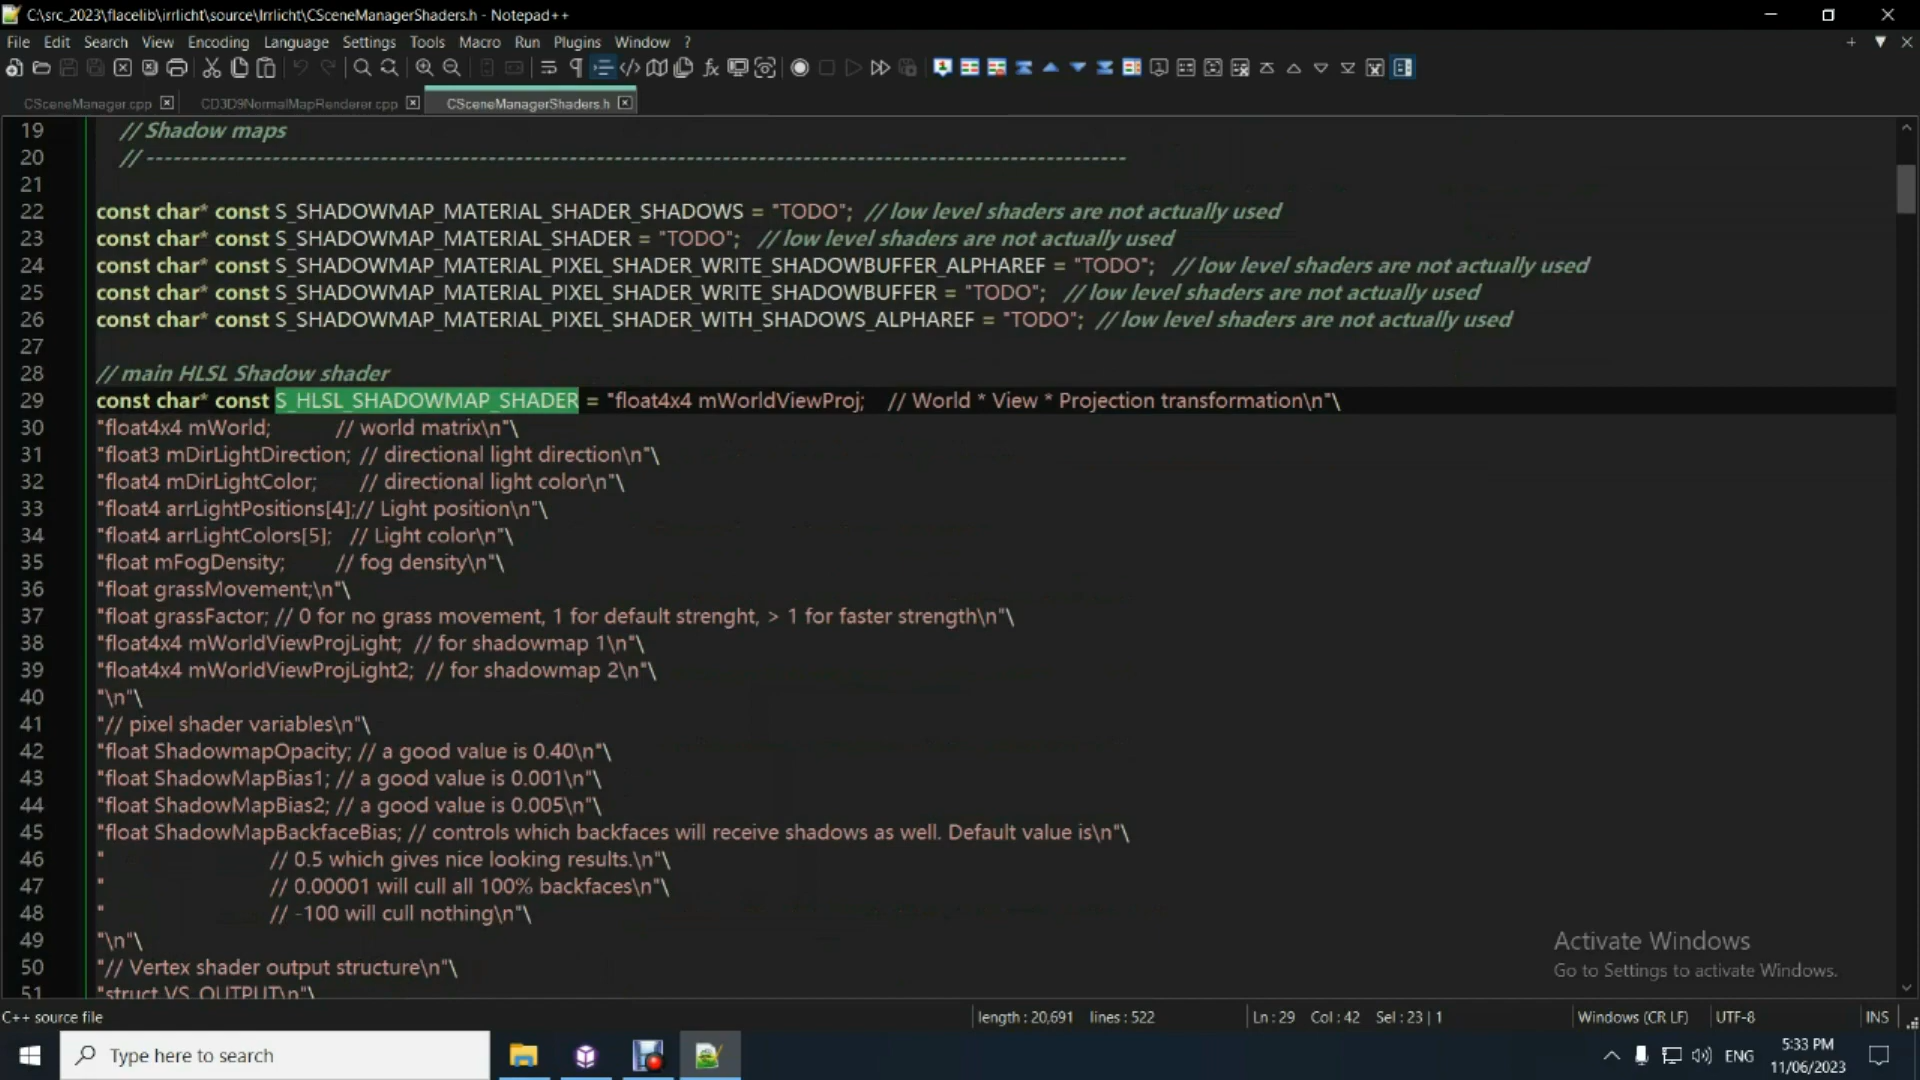 C:\src_2023\flacelib\irrlicht\source\Irrlicht\CSceneManagerShaders.h - Notepad++
File Edit Search View Encoding Language Settings Tools Macro Run Plugins Window ?
CSceneManager.cpp CD3D9NormalMapRenderer.cpp CSceneManagerShaders.h
19 // Shadow maps
20 // --------------------------------------------------------------------------------------------------------------
21
22 const char* const S_SHADOWMAP_MATERIAL_SHADER_SHADOWS = "TODO"; // low level shaders are not actually used
23 const char* const S_SHADOWMAP_MATERIAL_SHADER = "TODO"; // low level shaders are not actually used
24 const char* const S_SHADOWMAP_MATERIAL_PIXEL_SHADER_WRITE_SHADOWBUFFER_ALPHAREF = "TODO"; // low level shaders are not actually used
25 const char* const S_SHADOWMAP_MATERIAL_PIXEL_SHADER_WRITE_SHADOWBUFFER = "TODO"; // low level shaders are not actually used
26 const char* const S_SHADOWMAP_MATERIAL_PIXEL_SHADER_WITH_SHADOWS_ALPHAREF = "TODO"; // low level shaders are not actually used
27
28 // main HLSL Shadow shader
29 const char* const S_HLSL_SHADOWMAP_SHADER = "float4x4 mWorldViewProj; // World * View * Projection transformation\n"\
30 "float4x4 mWorld; // world matrix\n"\
31 "float3 mDirLightDirection; // directional light direction\n"\
32 "float4 mDirLightColor; // directional light color\n"\
33 "float4 arrLightPositions[4];// Light position\n"\
34 "float4 arrLightColors[5]; // Light color\n"\
35 "float mFogDensity; // fog density\n"\
36 "float grassMovement;\n"\
37 "float grassFactor; // 0 for no grass movement, 1 for default strenght, > 1 for faster strength\n"\
38 "float4x4 mWorldViewProjLight; // for shadowmap 1\n"\
39 "float4x4 mWorldViewProjLight2; // for shadowmap 2\n"\
40 "\n"\
41 "// pixel shader variables\n"\
42 "float ShadowmapOpacity; // a good value is 0.40\n"\
43 "float ShadowMapBias1; // a good value is 0.001\n"\
44 "float ShadowMapBias2; // a good value is 0.005\n"\
45 "float ShadowMapBackfaceBias; // controls which backfaces will receive shadows as well. Default value is\n"\
46 " // 0.5 which gives nice looking results.\n"\
47 " // 0.00001 will cull all 100% backfaces\n"\
48 " // -100 will cull nothing\n"\
49 "\n"\
50 "// Vertex shader output structure\n"\
51 "struct VS_OUTPUT\n"\
Activate Windows
Go to Settings to activate Windows.
C++ source file length : 20,691 lines : 522 Ln : 29 Col : 42 Sel : 23 | 1 Windows (CR LF) UTF-8 INS
Type here to search ENG 5:33 PM
11/06/2023